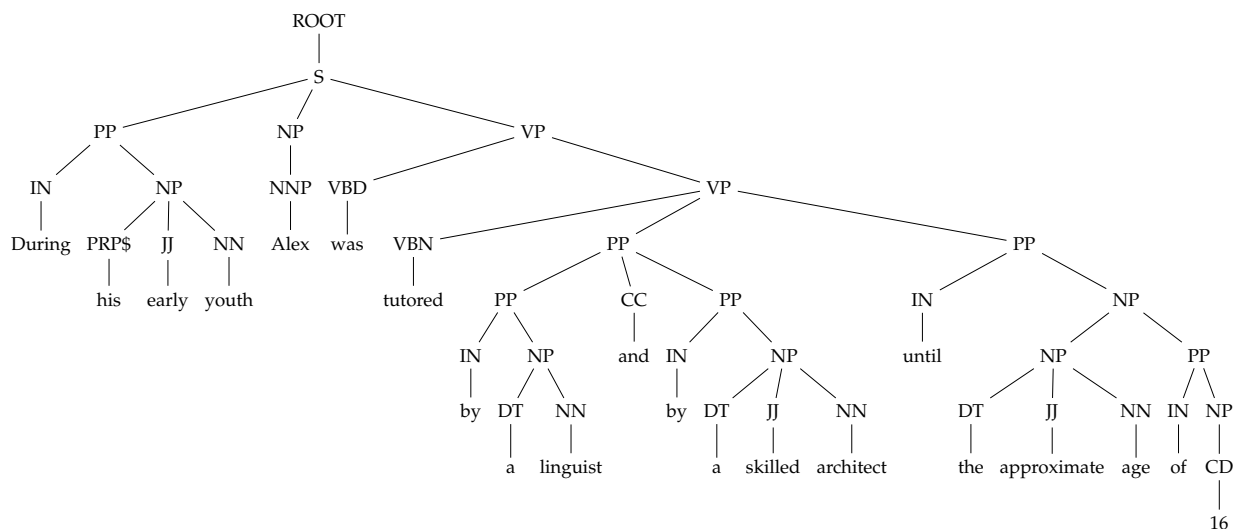 ROOT
S
PP NP VP
IN NP NNP VBD VP
During PRP$ JJ NN Alex was VBN PP PP
his early youth tutored PP CC PP IN NP
IN NP and IN NP until NP PP
by DT NN by DT JJ NN DT JJ NN IN NP
a linguist a skilled architect the approximate age of CD
16